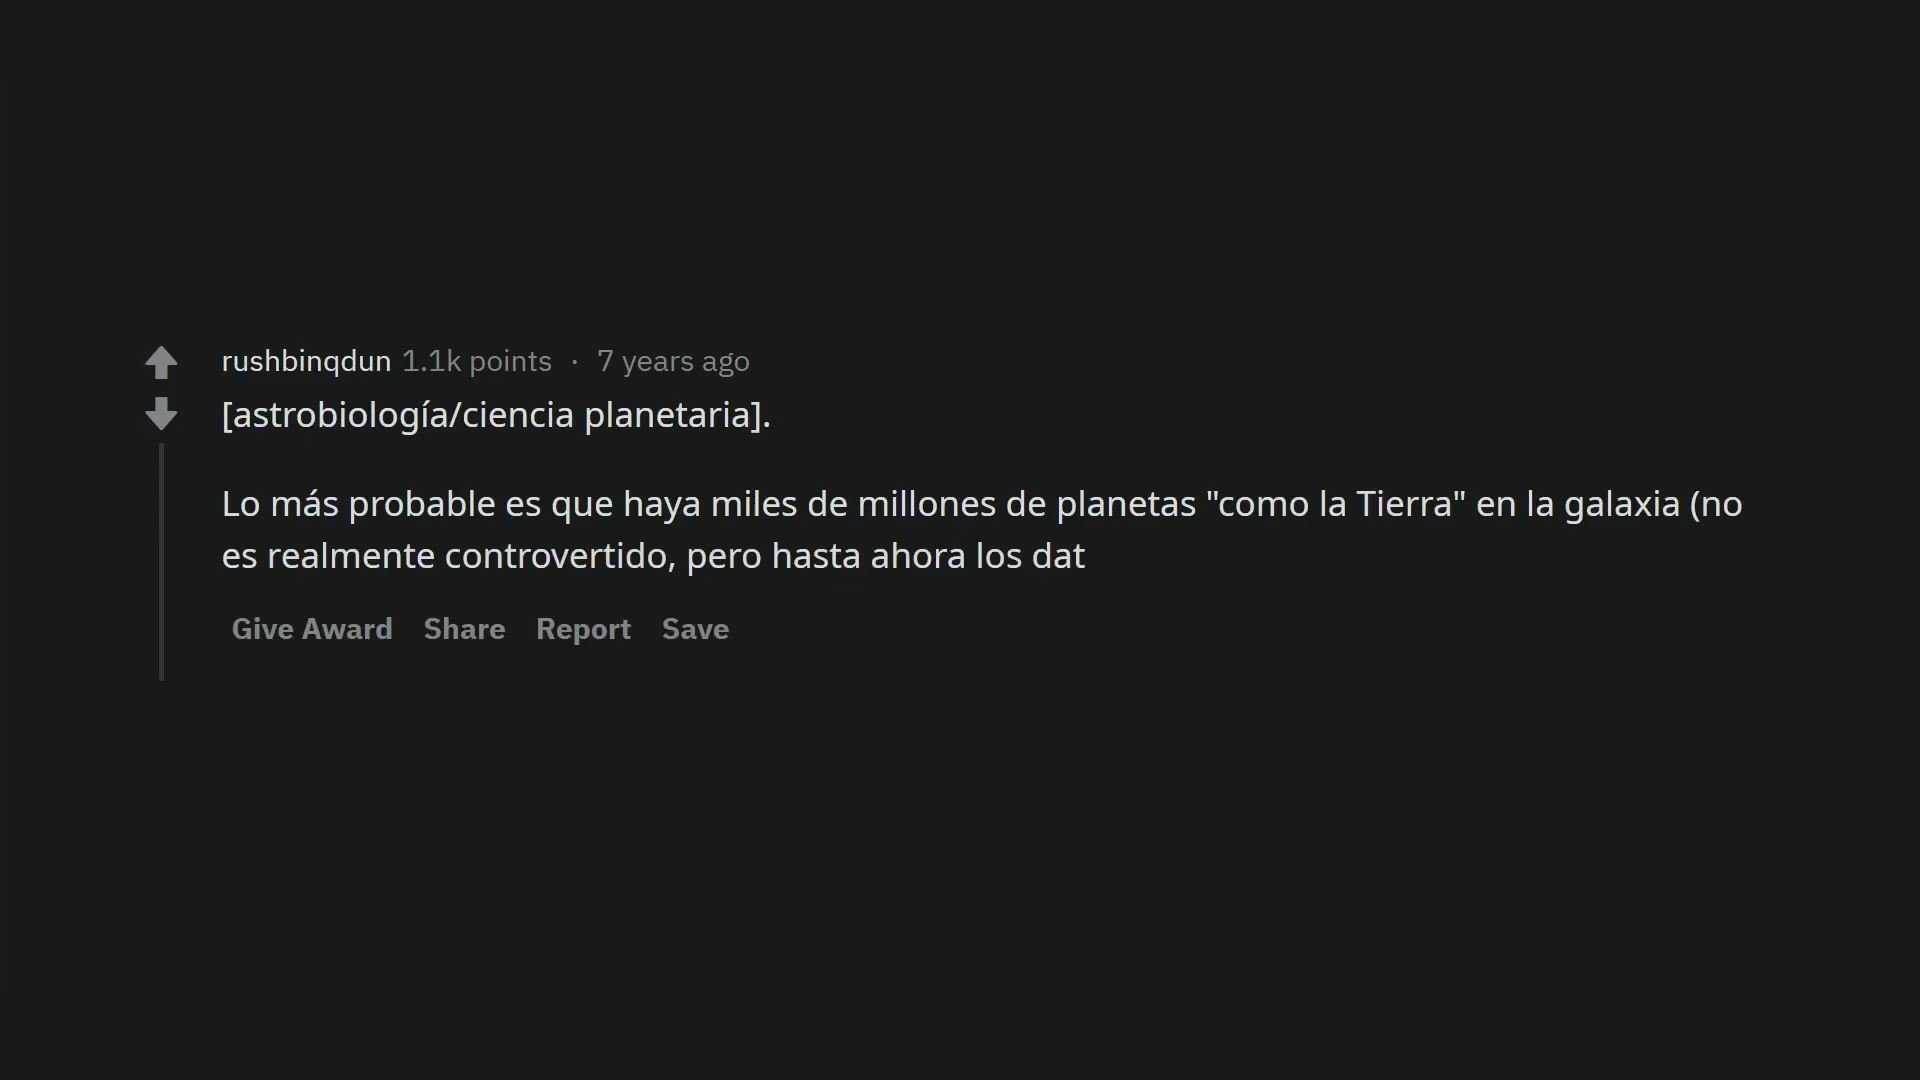 rushbinqdun 1.1k points · 7 years ago
[astrobiología/ciencia planetaria].
Lo más probable es que haya miles de millones de planetas "como la Tierra" en la galaxia (no
es realmente controvertido, pero hasta ahora los dat
Give Award Share Report Save